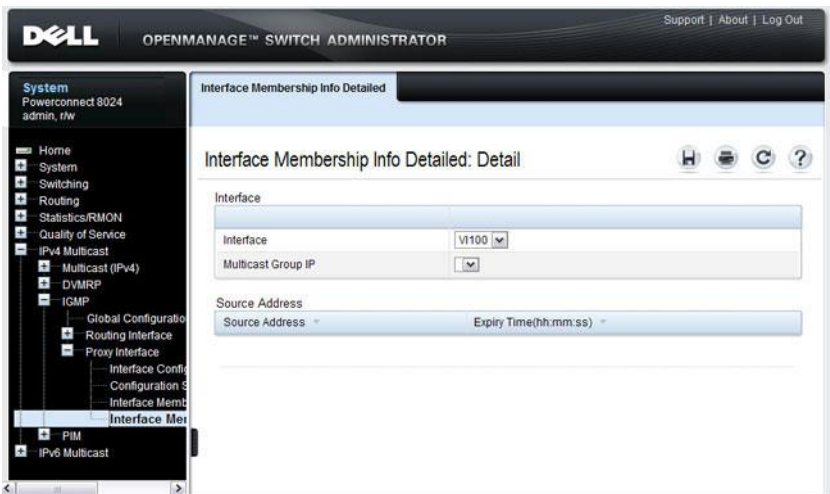 DELL
OPENMANAGE™ SWITCH ADMINISTRATOR
Support | About | Log Out
System
Powerconnect 8024
admin, r/w
Home
System
Switching
Routing
Statistics/RMON
Quality of Service
IPv4 Multicast
Multicast (IPv4)
DVMRP
IGMP
Global Configuratio
Routing Interface
Proxy Interface
Interface Config
Configuration S
Interface Memb
Interface Mer
PIM
IPv6 Multicast
Interface Membership Info Detailed
Interface Membership Info Detailed: Detail
Interface
Interface VI100
Multicast Group IP
Source Address
Source Address Expiry Time(hh:mm:ss)